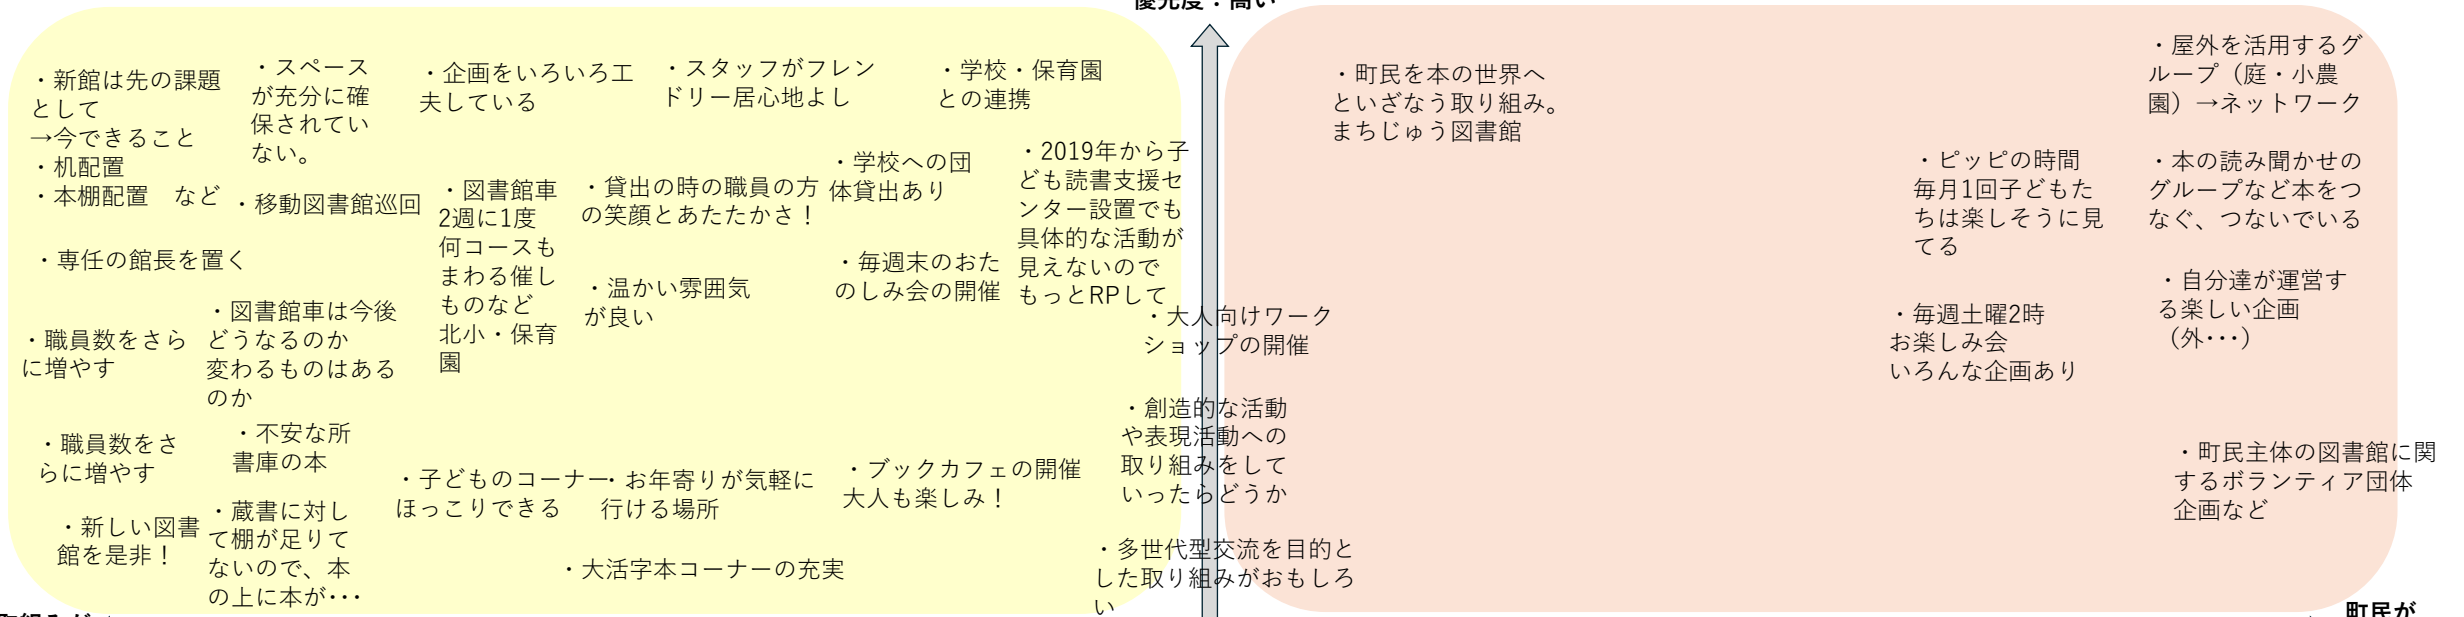 優先度：高い
・新館は先の課題
として
→今できること
・机配置
・本棚配置　など
・スペース
が充分に確
保されてい
ない。
・企画をいろいろ工
夫している
・スタッフがフレン
ドリー居心地よし
・学校・保育園
との連携
・移動図書館巡回
・図書館車
2週に1度
何コースも
まわる催し
ものなど
北小・保育
園
・貸出の時の職員の方
の笑顔とあたたかさ！
・学校への団
体貸出あり
・2019年から子
ども読書支援セ
ンター設置でも
具体的な活動が
見えないので
もっとRPして
・専任の館長を置く
・温かい雰囲気
が良い
・毎週末のおた
のしみ会の開催
・職員数をさら
に増やす
・図書館車は今後
どうなるのか
変わるものはある
のか
・大人向けワーク
ショップの開催
・職員数をさ
らに増やす
・不安な所
書庫の本
・子どものコーナー
ほっこりできる
・お年寄りが気軽に
行ける場所
・ブックカフェの開催
大人も楽しみ！
・創造的な活動
や表現活動への
取り組みをして
いったらどうか
・新しい図書
館を是非！
・蔵書に対し
て棚が足りて
ないので、本
の上に本が･･･
・大活字本コーナーの充実
・多世代型交流を目的と
した取り組みがおもしろ
い
・町民を本の世界へ
といざなう取り組み。
まちじゅう図書館
・屋外を活用するグ
ループ（庭・小農
園）→ネットワーク
・ピッピの時間
毎月1回子どもた
ちは楽しそうに見
てる
・本の読み聞かせの
グループなど本をつ
なぐ、つないでいる
・毎週土曜2時
お楽しみ会
いろんな企画あり
・自分達が運営す
る楽しい企画
（外･･･）
・町民主体の図書館に関
するボランティア団体
企画など
町民が